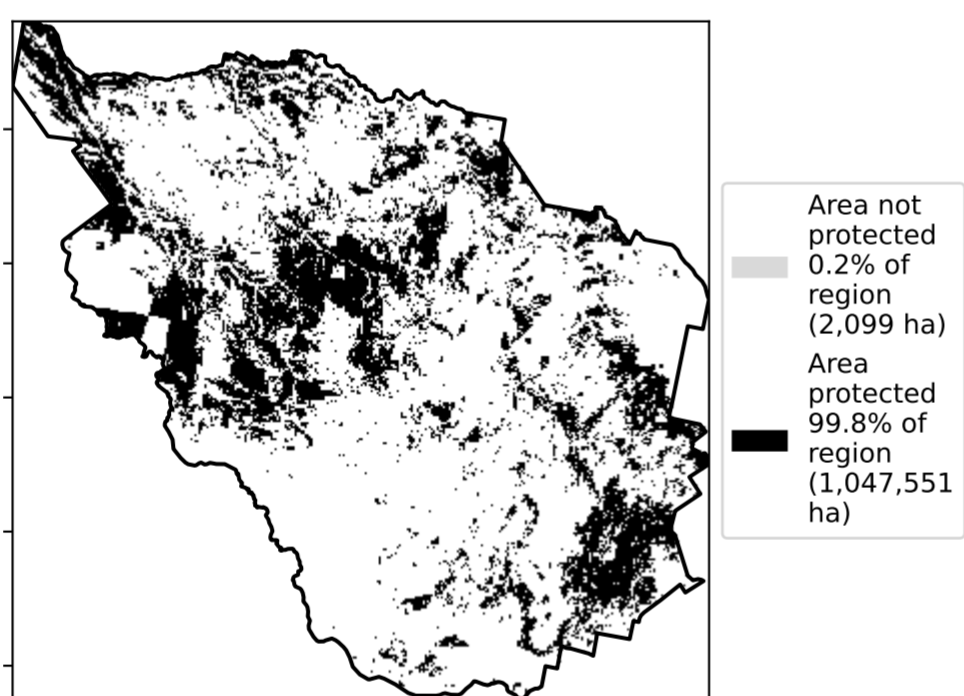 Area not
protected
0.2% of
region
(2,099 ha)
Area
protected
99.8% of
region
(1,047,551
ha)